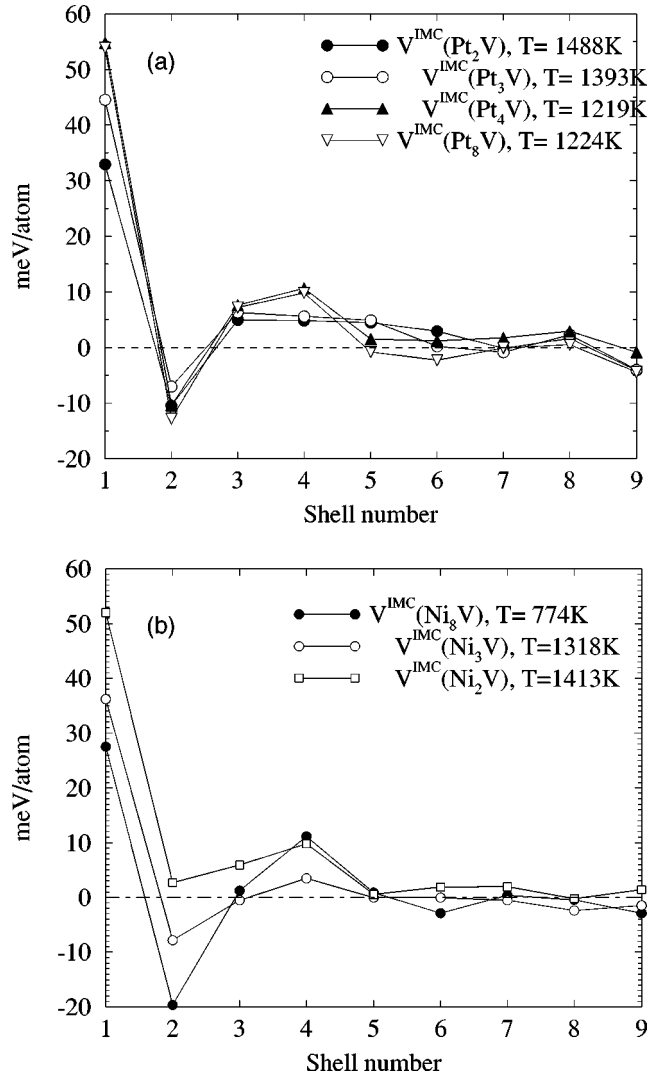 60
50
40
30
20
10
0
-10
-20
meV/atom
(a)
V^IMC(Pt₂V), T= 1488K
V^IMC(Pt₃V), T= 1393K
V^IMC(Pt₄V), T= 1219K
V^IMC(Pt₈V), T= 1224K
1 2 3 4 5 6 7 8 9
Shell number
60
50
40
30
20
10
0
-10
-20
meV/atom
(b)
V^IMC(Ni₈V), T= 774K
V^IMC(Ni₃V), T=1318K
V^IMC(Ni₂V), T=1413K
1 2 3 4 5 6 7 8 9
Shell number